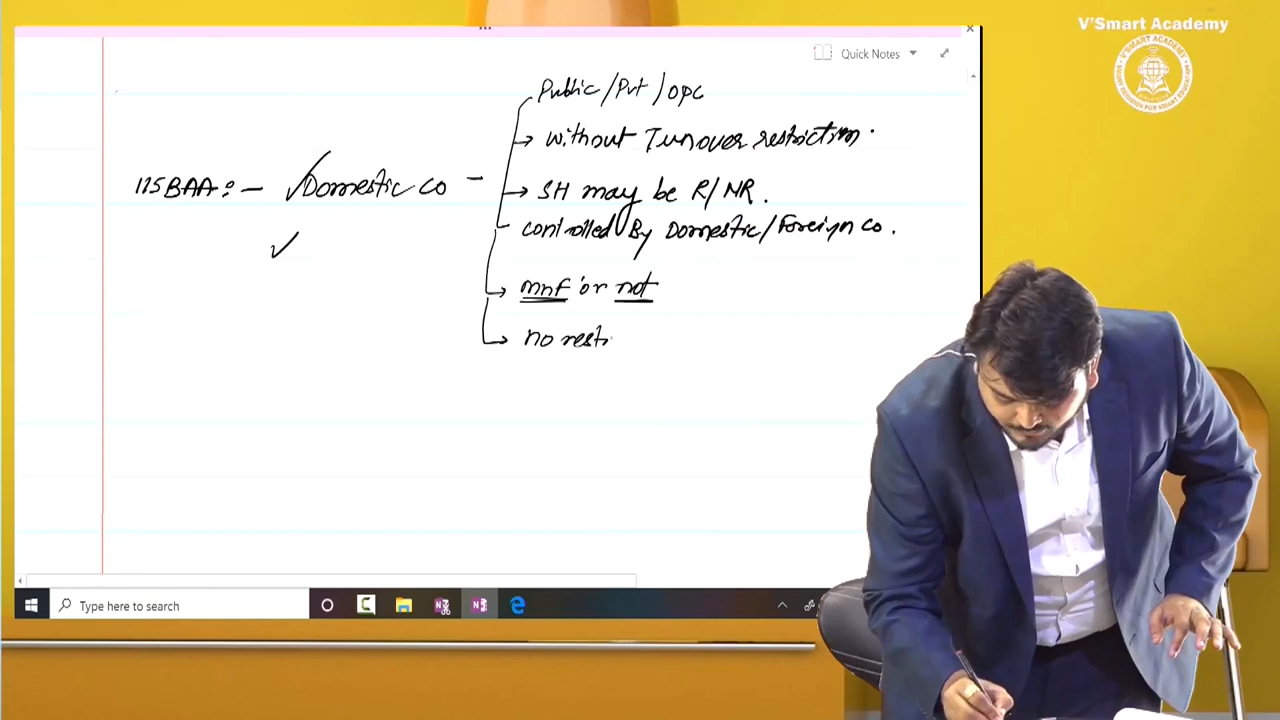 V'Smart Academy
Quick Notes
Public/Pvt/OPC
without Turnover restriction.
115BAA:- Domestic co -
SH may be R/NR.
controlled By Domestic/Foreign co.
mnf or not
no restr
Type here to search